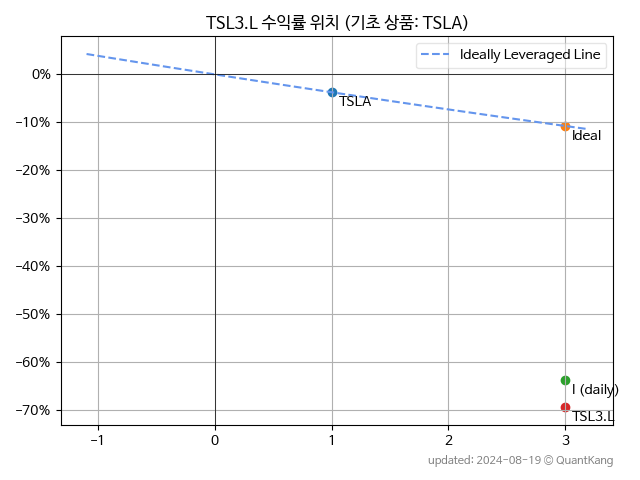 TSL3.L 수익률 위치 (기초 상품: TSLA)
Ideally Leveraged Line
0%
TSLA
−10%
Ideal
−20%
−30%
−40%
−50%
−60%
I (daily)
−70%
TSL3.L
−1 0 1 2 3
updated: 2024-08-19 © QuantKang